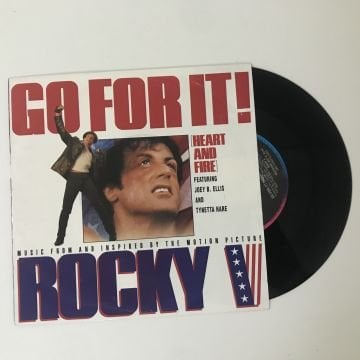 GO FOR IT!
[HEART
AND
FIRE]
FEATURING
JOEY B. ELLIS
AND
TYNETTA HARE
MUSIC FROM AND INSPIRED BY THE MOTION PICTURE
ROCKY V